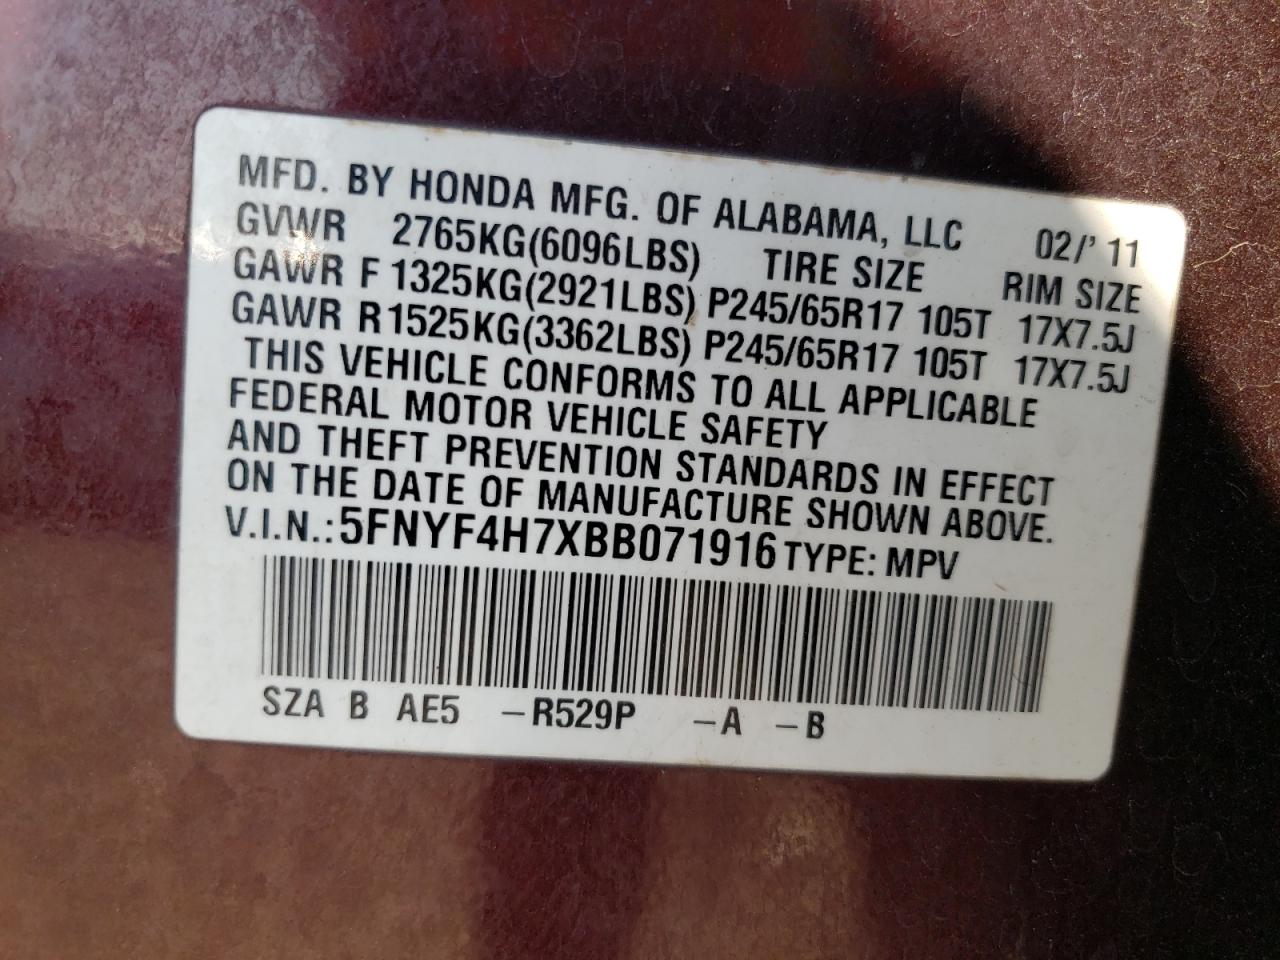 MFD. BY HONDA MFG. OF ALABAMA, LLC 02/'11
GVWR 2765KG(6096LBS) TIRE SIZE RIM SIZE
GAWR F 1325KG(2921LBS) P245/65R17 105T 17X7.5J
GAWR R 1525KG(3362LBS) P245/65R17 105T 17X7.5J
THIS VEHICLE CONFORMS TO ALL APPLICABLE
FEDERAL MOTOR VEHICLE SAFETY
AND THEFT PREVENTION STANDARDS IN EFFECT
ON THE DATE OF MANUFACTURE SHOWN ABOVE.
V.I.N.: 5FNYF4H7XBB071916 TYPE: MPV
SZA B AE5 –R529P –A –B